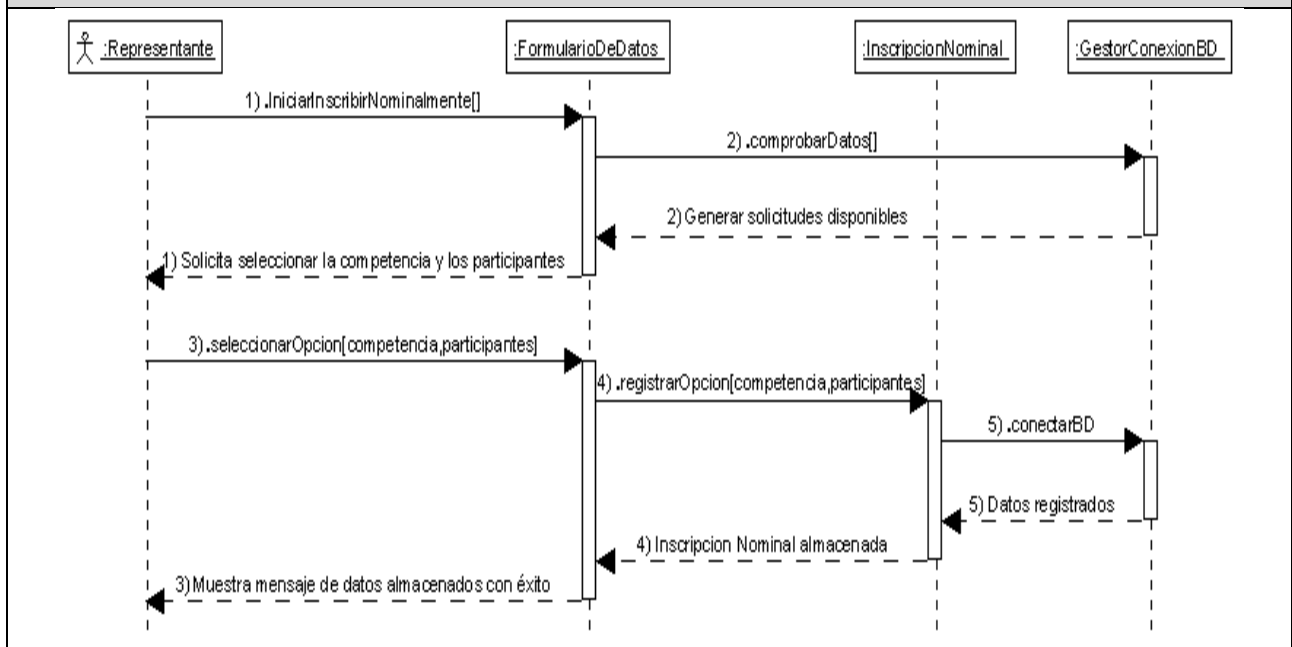 :Representante
:FormularioDeDatos
:InscripcionNominal
:GestorConexionBD
1) .IniciarInscribirNominalmente[]
2) .comprobarDatos[]
2) Generar solicitudes disponibles
1) Solicita seleccionar la competencia y los participantes
3) .seleccionarOpcion[competencia,participantes]
4) .registrarOpcion[competencia,participantes]
5) .conectarBD
5) Datos registrados
4) Inscripcion Nominal almacenada
3) Muestra mensaje de datos almacenados con éxito